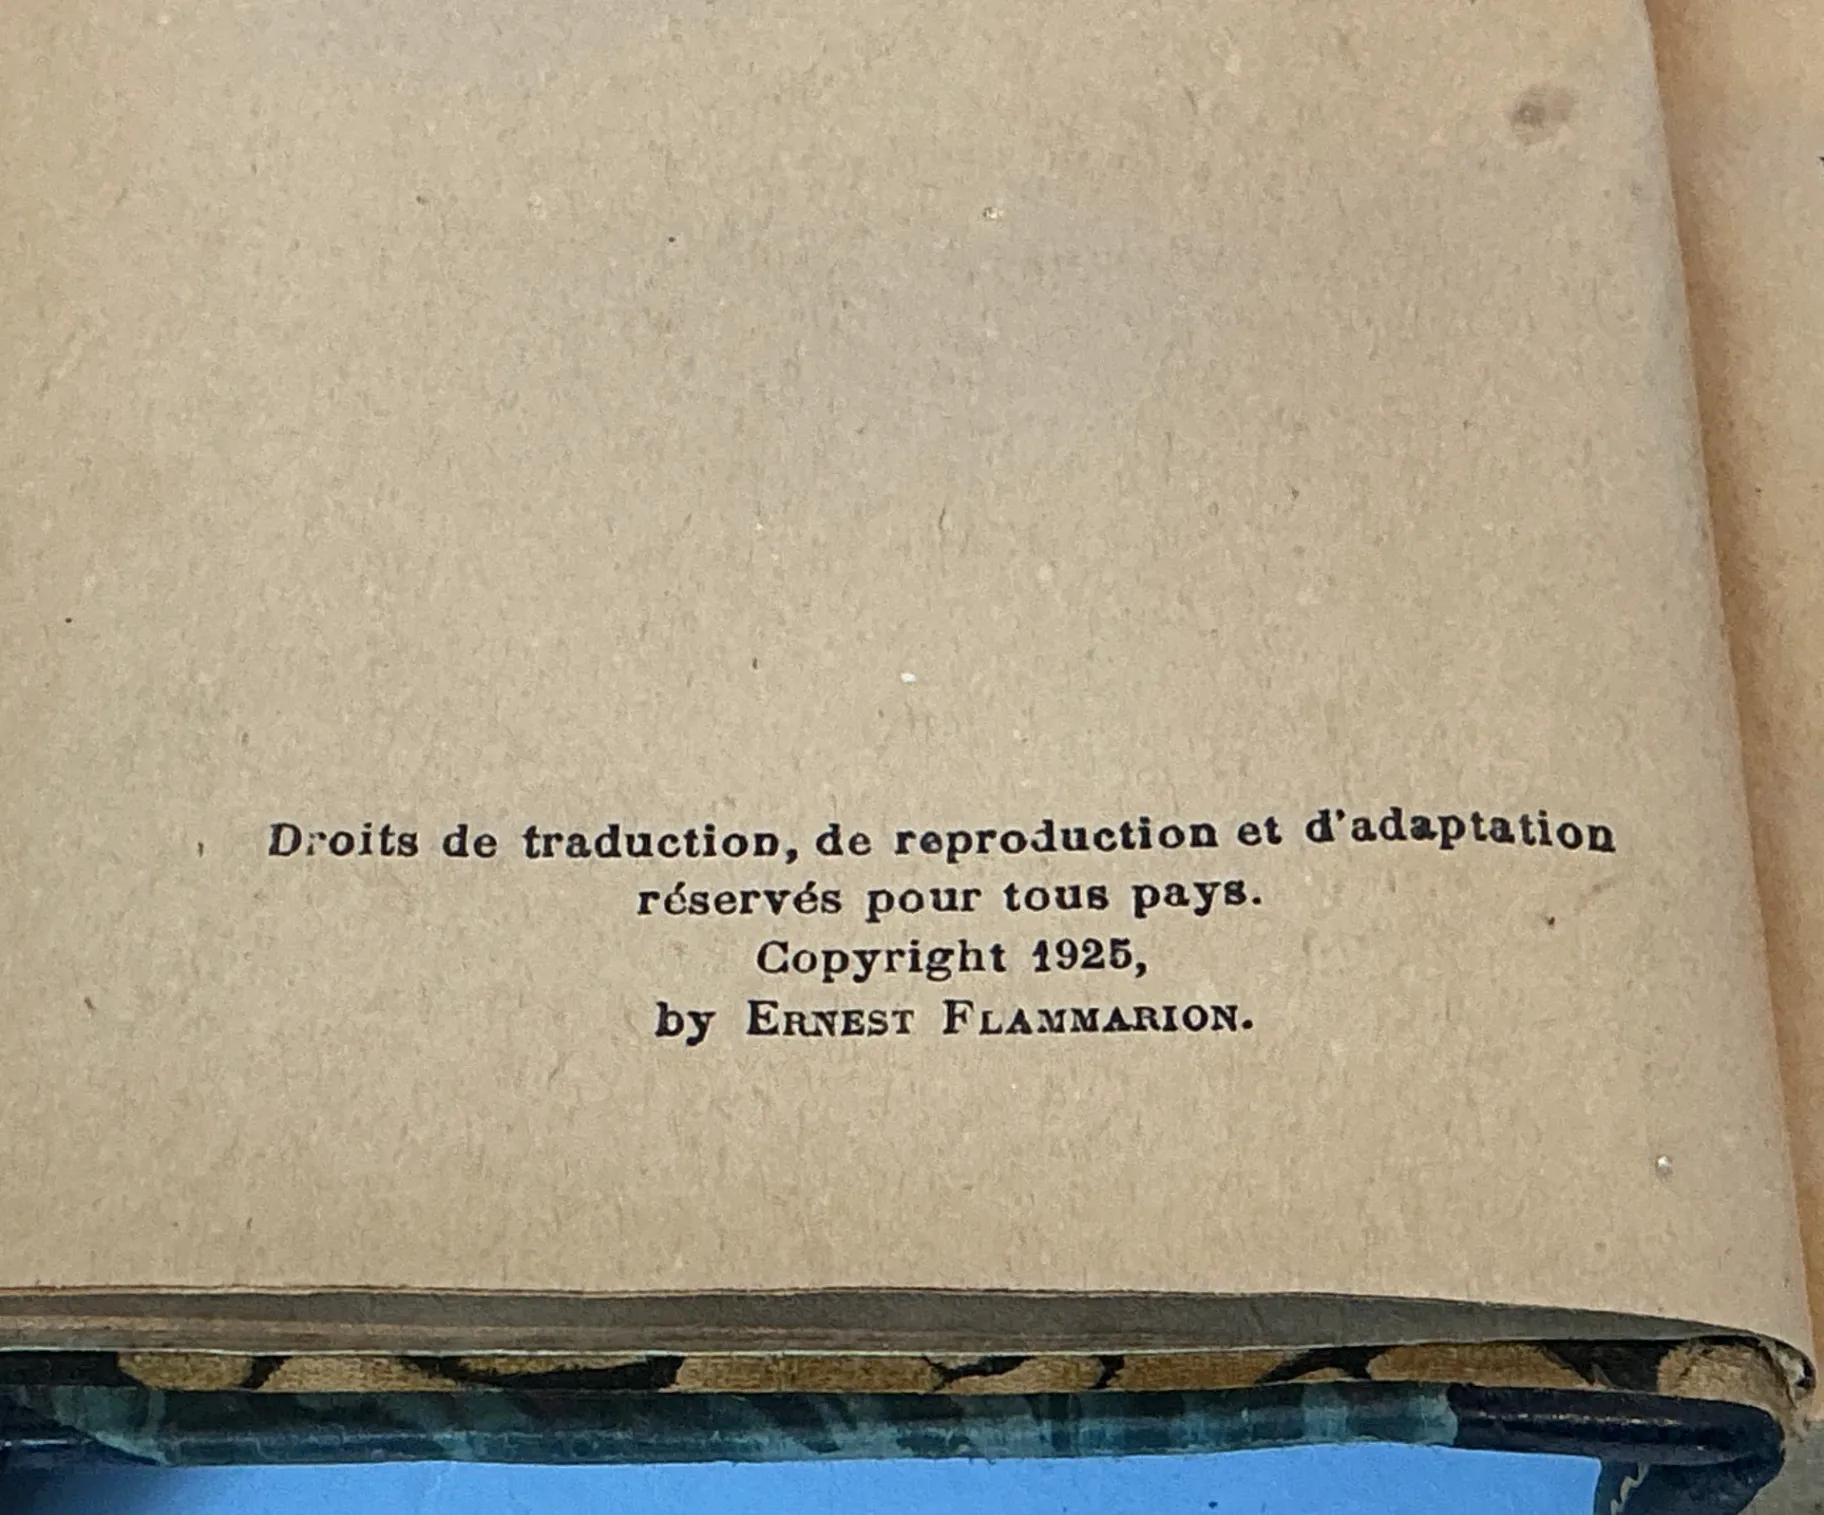 Droits de traduction, de reproduction et d'adaptation
réservés pour tous pays.
Copyright 1925,
by ERNEST FLAMMARION.